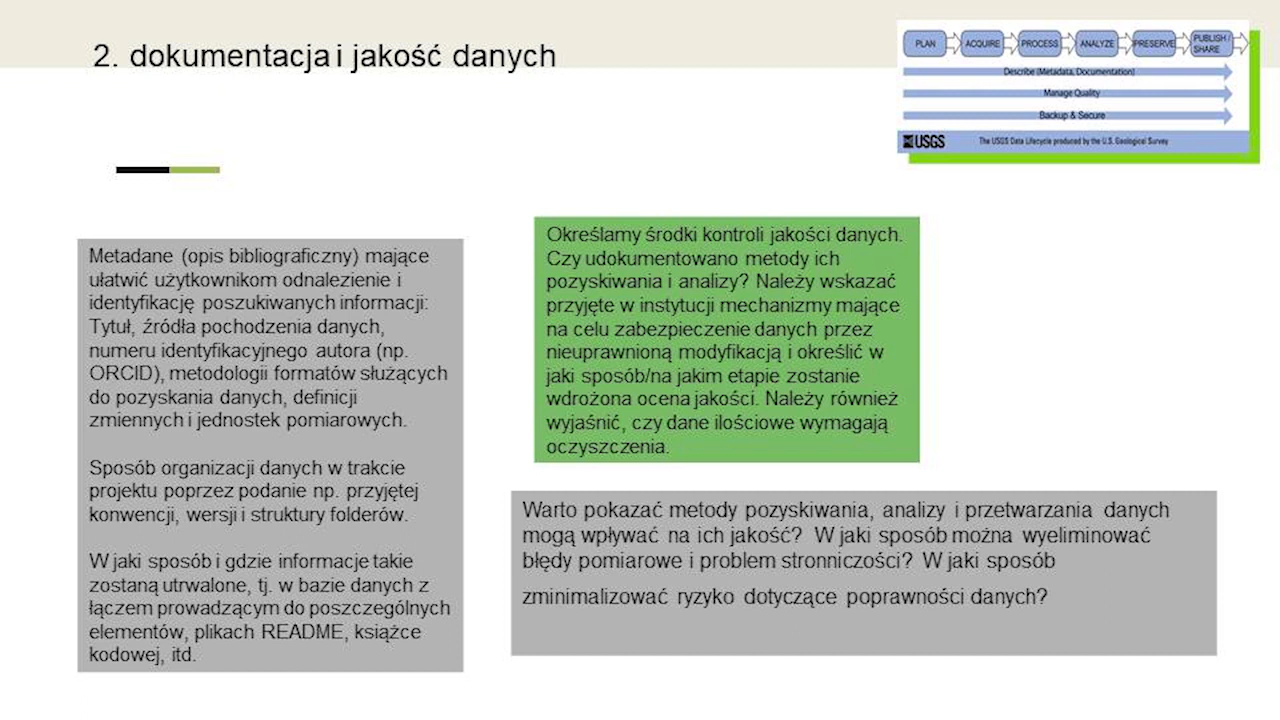 2. dokumentacja i jakość danych
PLAN
ACQUIRE
PROCESS
ANALYZE
PRESERVE
PUBLISH /
SHARE
Describe (Metadata, Documentation)
Manage Quality
Backup & Secure
USGS
The USGS Data Lifecycle produced by the U.S. Geological Survey
Metadane (opis bibliograficzny) mające
ułatwić użytkownikom odnalezienie i
identyfikację poszukiwanych informacji:
Tytuł, źródła pochodzenia danych,
numeru identyfikacyjnego autora (np.
ORCID), metodologii formatów służących
do pozyskania danych, definicji
zmiennych i jednostek pomiarowych.
Sposób organizacji danych w trakcie
projektu poprzez podanie np. przyjętej
konwencji, wersji i struktury folderów.
W jaki sposób i gdzie informacje takie
zostaną utrwalone, tj. w bazie danych z
łączem prowadzącym do poszczególnych
elementów, plikach README, książce
kodowej, itd.
Określamy środki kontroli jakości danych.
Czy udokumentowano metody ich
pozyskiwania i analizy? Należy wskazać
przyjęte w instytucji mechanizmy mające
na celu zabezpieczenie danych przez
nieuprawnioną modyfikacją i określić w
jaki sposób/na jakim etapie zostanie
wdrożona ocena jakości. Należy również
wyjaśnić, czy dane ilościowe wymagają
oczyszczenia.
Warto pokazać metody pozyskiwania, analizy i przetwarzania danych
mogą wpływać na ich jakość? W jaki sposób można wyeliminować
błędy pomiarowe i problem stronniczości? W jaki sposób
zminimalizować ryzyko dotyczące poprawności danych?